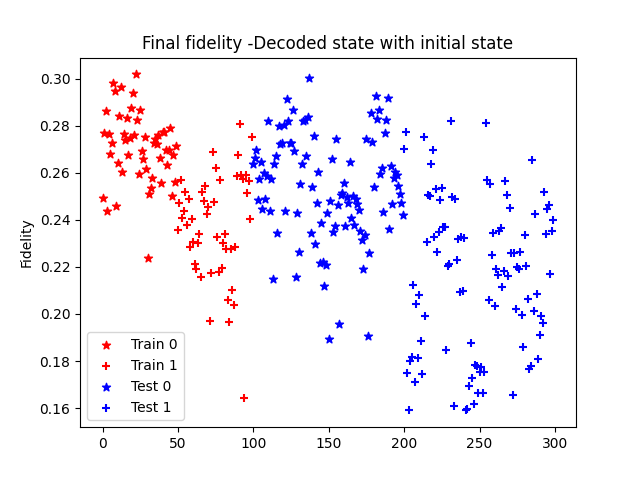 Final fidelity -Decoded state with initial state
Fidelity
0.30
0.28
0.26
0.24
0.22
0.20
0.18
0.16
Train 0
Train 1
Test 0
Test 1
0 50 100 150 200 250 300